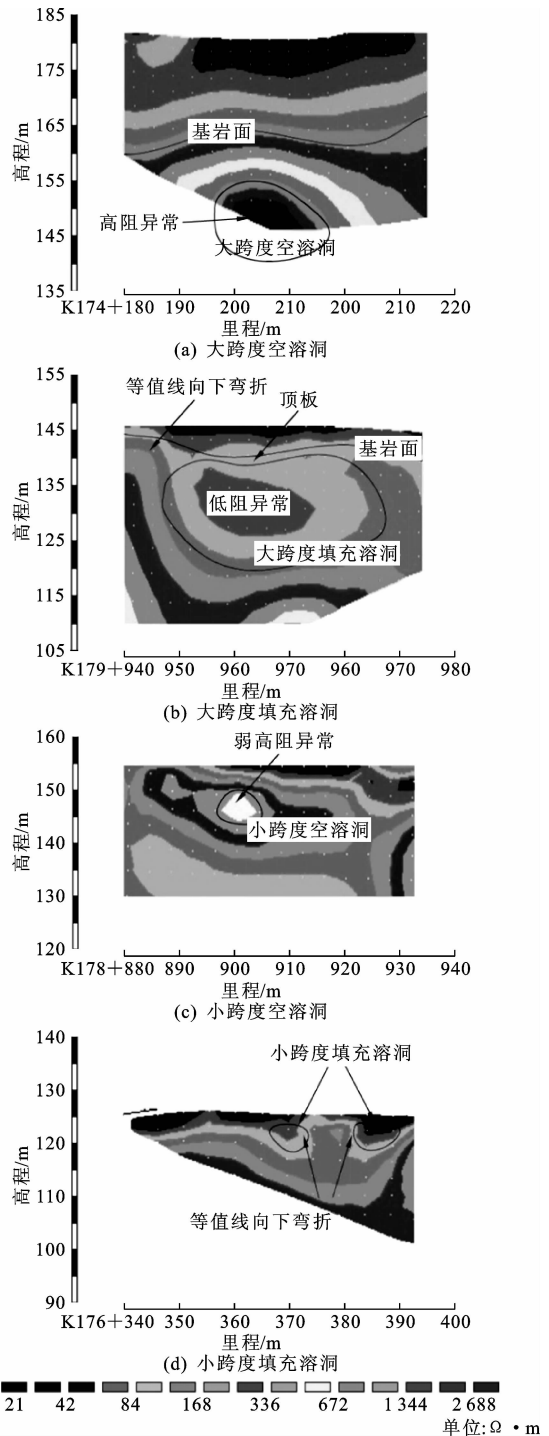 185
175
165
155
145
135
高程/m
基岩面
高阻异常
大跨度空溶洞
K174+180 190 200 210 200 210 220
里程/m
(a) 大跨度空溶洞
155
145
135
125
115
105
高程/m
等值线向下弯折
顶板
基岩面
低阻异常
大跨度填充溶洞
K179+940 950 960 970 960 970 980
里程/m
(b) 大跨度填充溶洞
160
150
140
130
120
高程/m
弱高阻异常
小跨度空溶洞
K178+880 890 900 910 920 930 940
里程/m
(c) 小跨度空溶洞
140
130
120
110
100
90
高程/m
小跨度填充溶洞
等值线向下弯折
K176+340 350 360 370 380 390 400
里程/m
(d) 小跨度填充溶洞
21 42 84 168 336 672 1 344 2 688
单位:Ω·m